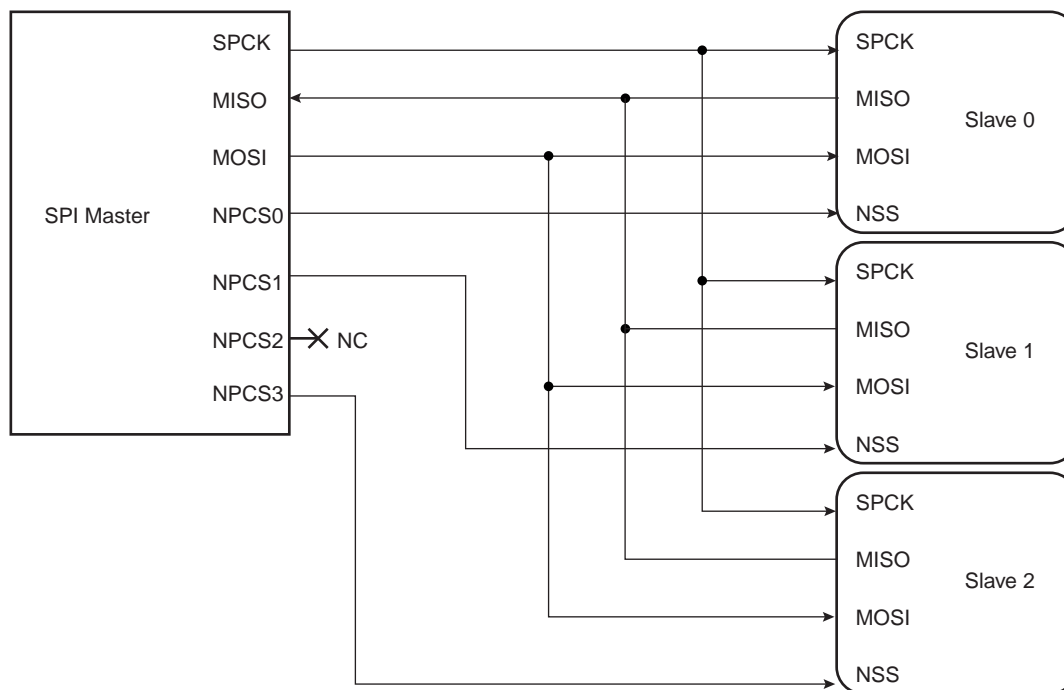 SPI Master
SPCK
MISO
MOSI
NPCS0
NPCS1
NPCS2
NC
NPCS3
SPCK
MISO
Slave 0
MOSI
NSS
SPCK
MISO
Slave 1
MOSI
NSS
SPCK
MISO
Slave 2
MOSI
NSS